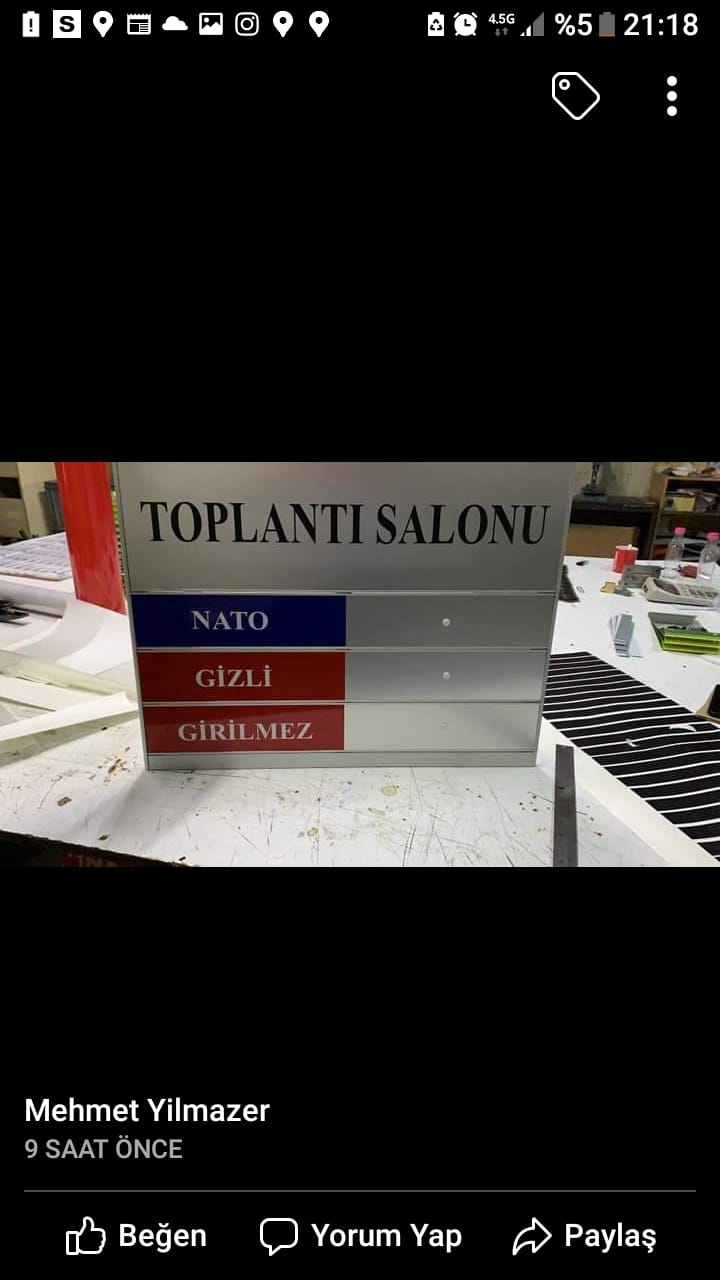 4.5G %5 21:18
TOPLANTI SALONU
NATO
GİZLİ
GİRİLMEZ
Mehmet Yilmazer
9 SAAT ÖNCE
Beğen Yorum Yap Paylaş